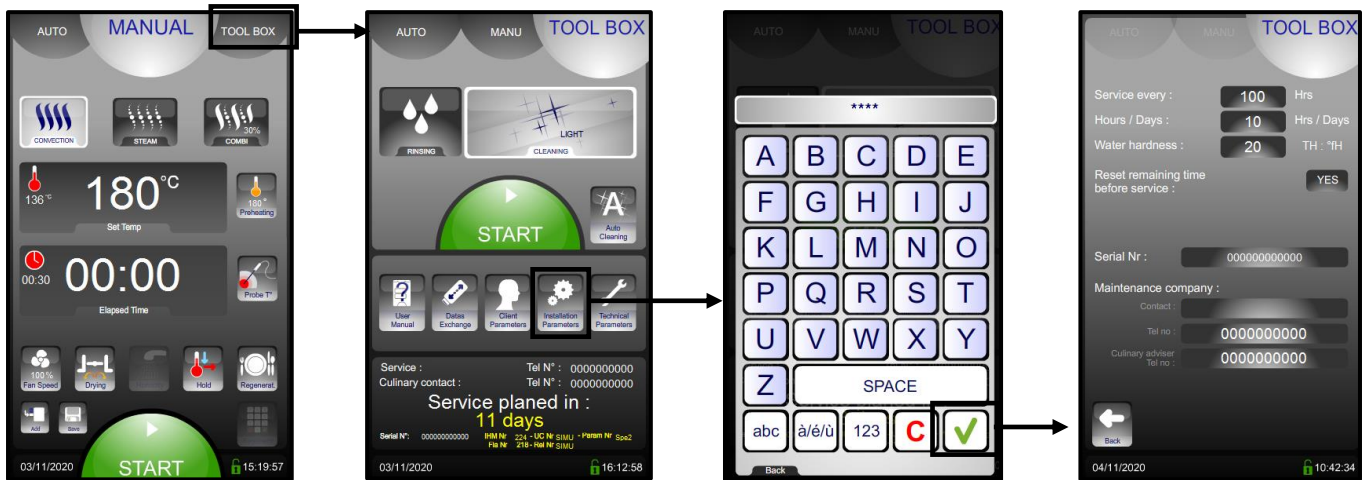 AUTO MANUAL TOOL BOX
CONVECTION
STEAM
30%
COMBI
136 °C
180 °C
Set Temp
180 °
Preheating
00:30
00:00
Elapsed Time
Probe T°
100%
Fan Speed
Drying
Hold
Regenerat.
Add
Save
START
03/11/2020
15:19:57
AUTO MANU TOOL BOX
RINSING
LIGHT
CLEANING
START
A
Auto
Cleaning
?
User
Manual
Datas
Exchange
Client
Parameters
Installation
Parameters
Technical
Parameters
Service : Tel N° : 0000000000
Culinary contact : Tel N° : 0000000000
Service planed in :
11 days
Serial N°: 000000000000 IHM Nr 224 - UC Nr SIMU - Param Nr Spe2
Fla Nr 218 - Rel Nr SIMU
03/11/2020
16:12:58
AUTO MANU TOOL BOX
****
A B C D E
F G H I J
K L M N O
P Q R S T
U V W X Y
Z SPACE
abc à/é/ù 123 C
Back
AUTO MANU TOOL BOX
Service every : 100 Hrs
Hours / Days : 10 Hrs / Days
Water hardness : 20 TH : °fH
Reset remaining time
before service :
YES
Serial Nr : 000000000000
Maintenance company :
Contact :
Tel no : 0000000000
Culinary adviser
Tel no : 0000000000
Back
04/11/2020
10:42:34